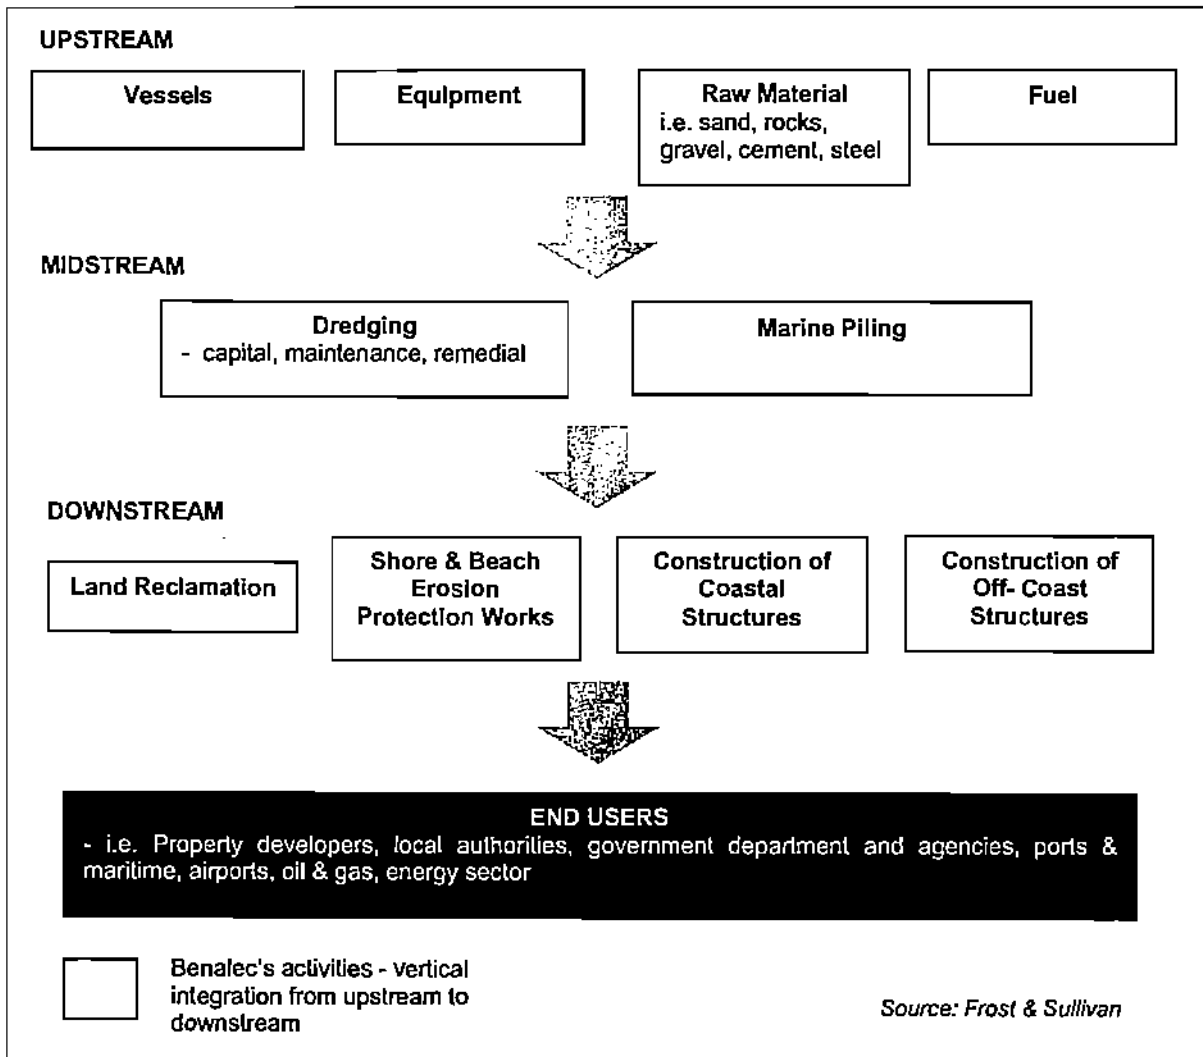 UPSTREAM
Vessels
Equipment
Raw Material
i.e. sand, rocks,
gravel, cement, steel
Fuel
MIDSTREAM
Dredging
- capital, maintenance, remedial
Marine Piling
DOWNSTREAM
Land Reclamation
Shore & Beach
Erosion
Protection Works
Construction of
Coastal
Structures
Construction of
Off- Coast
Structures
END USERS
- i.e. Property developers, local authorities, government department and agencies, ports &
maritime, airports, oil & gas, energy sector
Benalec's activities - vertical
integration from upstream to
downstream
Source: Frost & Sullivan